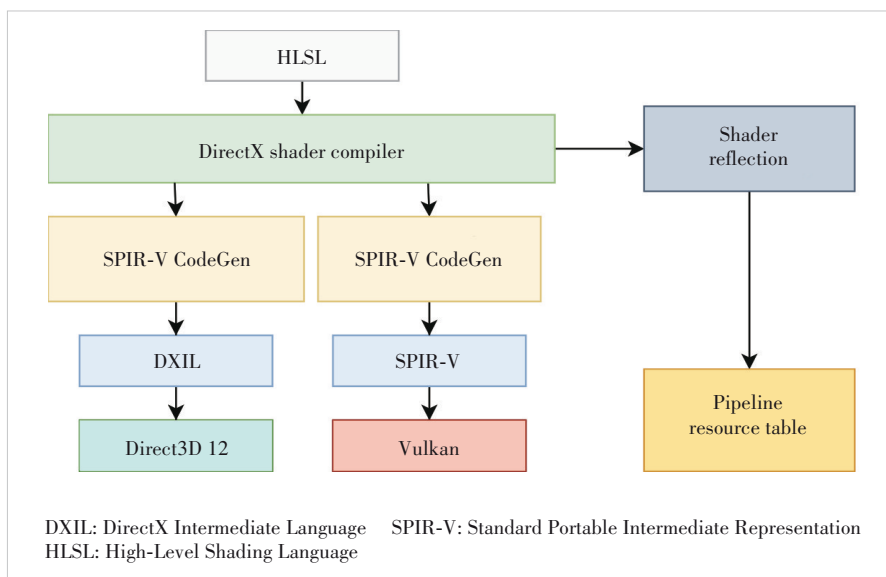 HLSL
DirectX shader compiler
Shader
reflection
SPIR-V CodeGen
SPIR-V CodeGen
DXIL
SPIR-V
Direct3D 12
Vulkan
Pipeline
resource table
DXIL: DirectX Intermediate Language SPIR-V: Standard Portable Intermediate Representation
HLSL: High-Level Shading Language